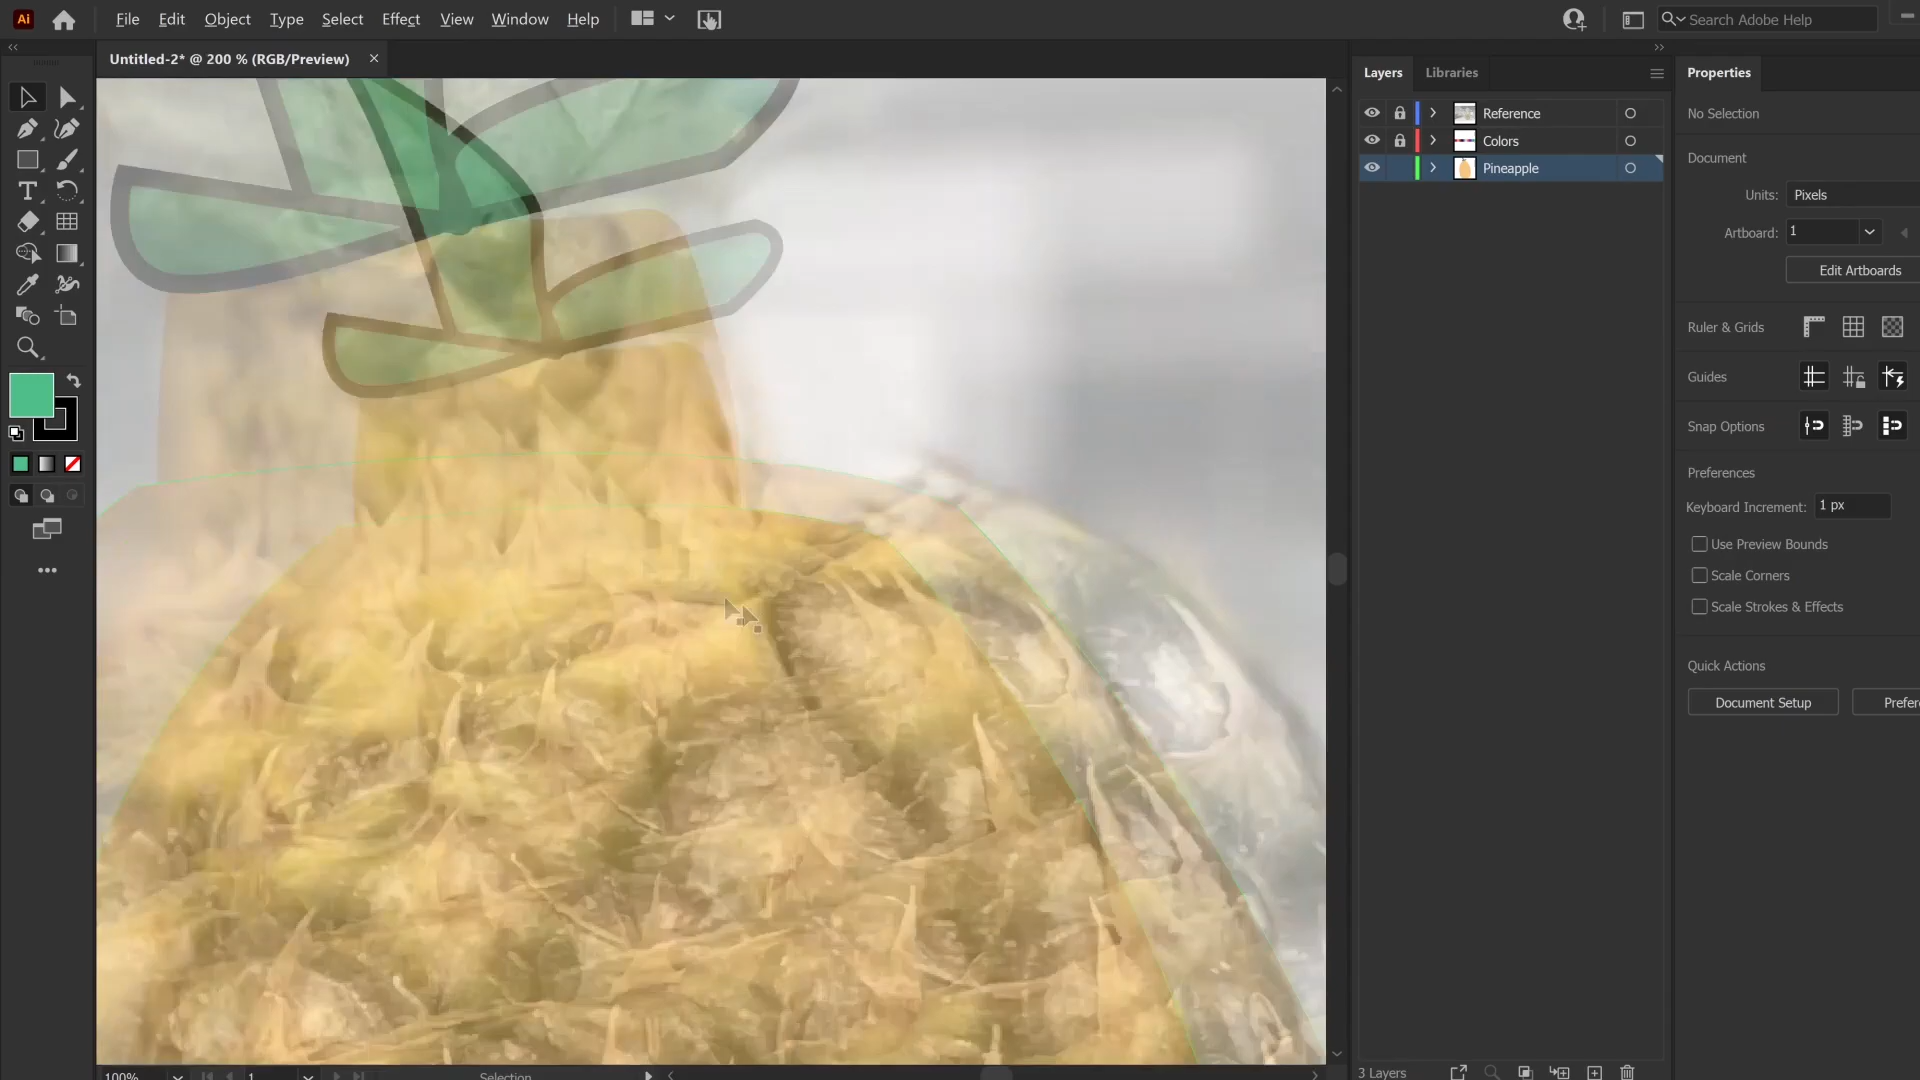 Ai File Edit Object Type Select Effect View Window Help Search Adobe Help
Untitled-2* @ 200 % (RGB/Preview)
Layers Libraries
Reference
Colors
Pineapple
Properties
No Selection
Document
Units: Pixels
Artboard: 1
Edit Artboards
Ruler & Grids
Guides
Snap Options
Preferences
Keyboard Increment: 1 px
Use Preview Bounds
Scale Corners
Scale Strokes & Effects
Quick Actions
Document Setup Prefere
100% 1 Selection
3 Layers